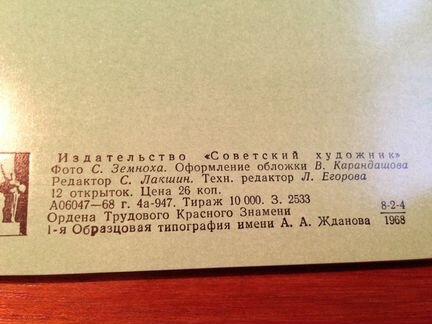 Издательство «Советский художник»
Фото С. Земноха. Оформление обложки В. Карандашова
Редактор С. Лакшин. Техн. редактор Л. Егорова
12 открыток. Цена 26 коп.
А06047—68 г. 4а-947. Тираж 10 000. З. 2533
8-2-4
1968
Ордена Трудового Красного Знамени
1-я Образцовая типография имени А. А. Жданова